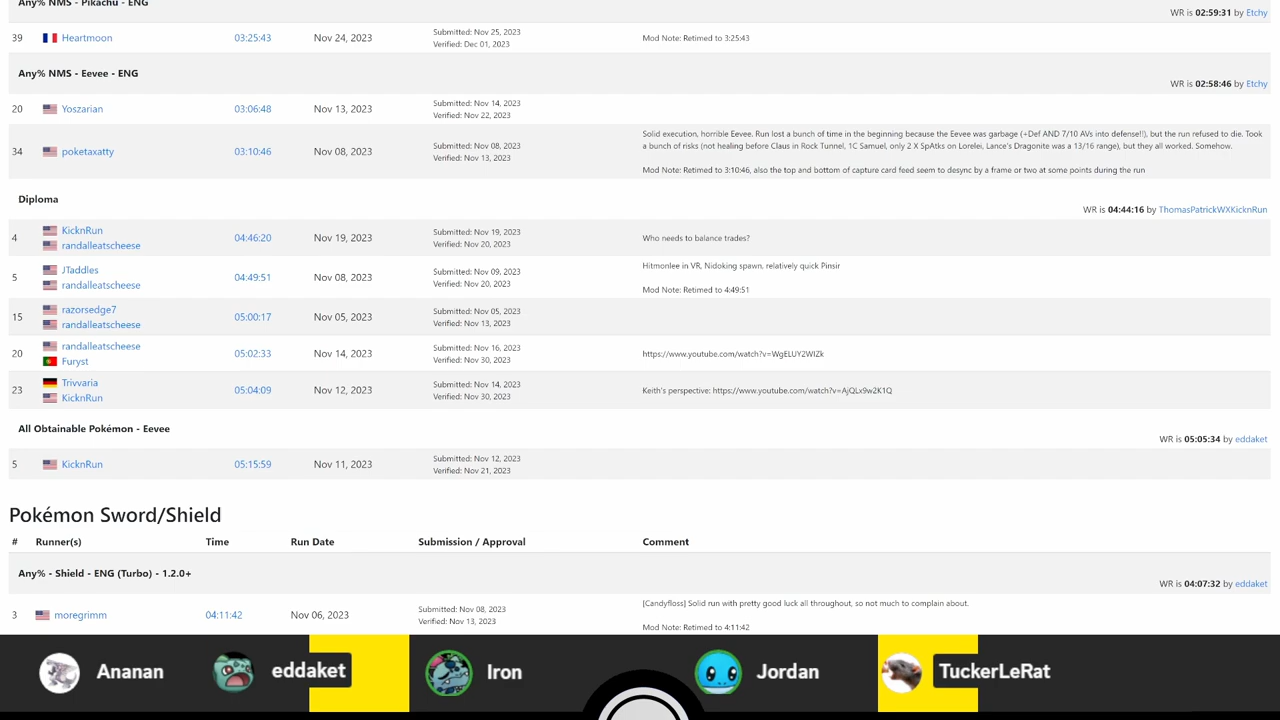 Any% NMS - Pikachu - ENG
WR is 02:59:31 by Etchy
39 Heartmoon 03:25:43 Nov 24, 2023 Submitted: Nov 25, 2023 Mod Note: Retimed to 3:25:43
Verified: Dec 01, 2023
Any% NMS - Eevee - ENG
WR is 02:58:46 by Etchy
20 Yoszarian 03:06:48 Nov 13, 2023 Submitted: Nov 14, 2023
Verified: Nov 22, 2023
Solid execution, horrible Eevee. Run lost a bunch of time in the beginning because the Eevee was garbage (+Def AND 7/10 AVs into defense!!), but the run refused to die. Took
34 poketaxatty 03:10:46 Nov 08, 2023 Submitted: Nov 08, 2023 a bunch of risks (not healing before Claus in Rock Tunnel, 1C Samuel, only 2 X SpAtks on Lorelei, Lance's Dragonite was a 13/16 range), but they all worked. Somehow.
Verified: Nov 13, 2023
Mod Note: Retimed to 3:10:46, also the top and bottom of capture card feed seem to desync by a frame or two at some points during the run
Diploma
WR is 04:44:16 by ThomasPatrickWXKicknRun
4 KicknRun 04:46:20 Nov 19, 2023 Submitted: Nov 19, 2023 Who needs to balance trades?
randalleatscheese Verified: Nov 20, 2023
Hitmonlee in VR, Nidoking spawn, relatively quick Pinsir
5 JTaddles 04:49:51 Nov 08, 2023 Submitted: Nov 09, 2023
randalleatscheese Verified: Nov 20, 2023
Mod Note: Retimed to 4:49:51
15 razorsedge7 05:00:17 Nov 05, 2023 Submitted: Nov 05, 2023
randalleatscheese Verified: Nov 13, 2023
20 randalleatscheese 05:02:33 Nov 14, 2023 Submitted: Nov 16, 2023 https://www.youtube.com/watch?v=WgELUY2WIZk
Furyst Verified: Nov 30, 2023
23 Trivvaria 05:04:09 Nov 12, 2023 Submitted: Nov 14, 2023 Keith's perspective: https://www.youtube.com/watch?v=AjQLx9w2K1Q
KicknRun Verified: Nov 30, 2023
All Obtainable Pokémon - Eevee
WR is 05:05:34 by eddaket
5 KicknRun 05:15:59 Nov 11, 2023 Submitted: Nov 12, 2023
Verified: Nov 21, 2023
Pokémon Sword/Shield
# Runner(s) Time Run Date Submission / Approval Comment
Any% - Shield - ENG (Turbo) - 1.2.0+
WR is 04:07:32 by eddaket
3 moregrimm 04:11:42 Nov 06, 2023 Submitted: Nov 08, 2023 [Candyfloss] Solid run with pretty good luck all throughout, so not much to complain about.
Verified: Nov 13, 2023
Mod Note: Retimed to 4:11:42
Ananan eddaket Iron Jordan TuckerLeRat